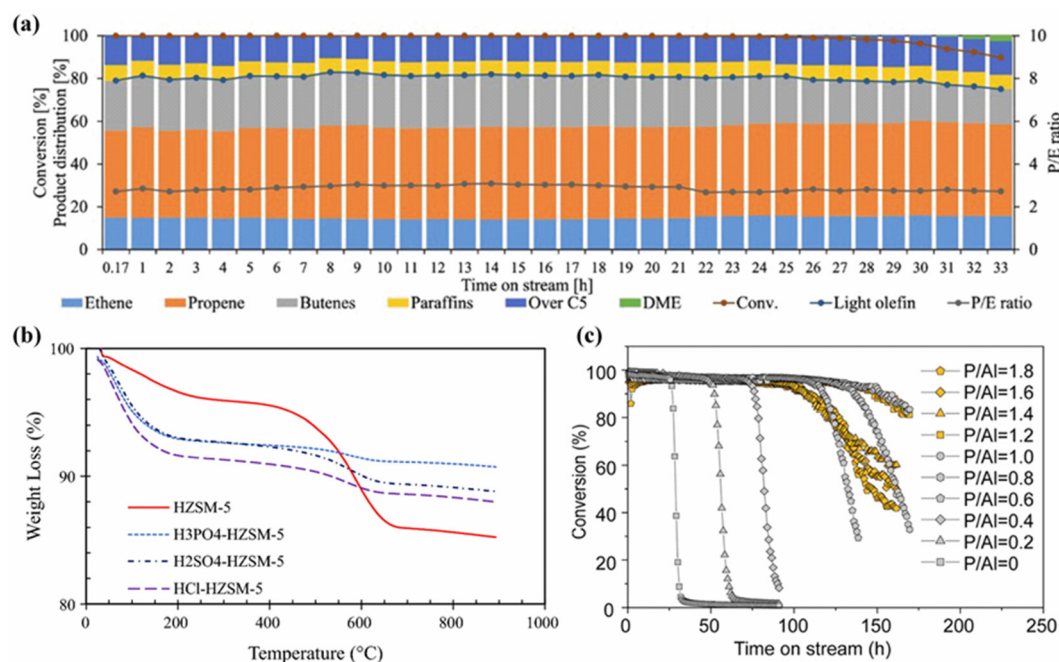 (a)
Conversion [%]
Product distribution [%]
100
80
60
40
20
0
10
8
6
4
2
0
P/E ratio
0.17 1 2 3 4 5 6 7 8 9 10 11 12 13 14 15 16 17 18 19 20 21 22 23 24 25 26 27 28 29 30 31 32 33
Time on stream [h]
Ethene Propene Butenes Paraffins Over C5 DME Conv. Light olefin P/E ratio
(b)
Weight Loss (%)
100
90
80
HZSM-5
H3PO4-HZSM-5
H2SO4-HZSM-5
HCl-HZSM-5
0 200 400 600 800 1000
Temperature (°C)
(c)
Conversion (%)
100
80
60
40
20
0
P/Al=1.8
P/Al=1.6
P/Al=1.4
P/Al=1.2
P/Al=1.0
P/Al=0.8
P/Al=0.6
P/Al=0.4
P/Al=0.2
P/Al=0
0 50 100 150 200 250
Time on stream (h)